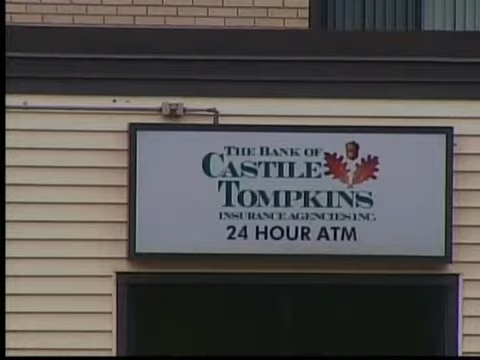 THE BANK OF
CASTILE
TOMPKINS
INSURANCE AGENCIES INC.
24 HOUR ATM